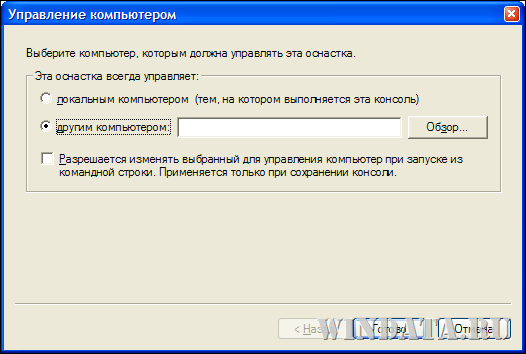 Управление компьютером
Выберите компьютер, которым должна управлять эта оснастка.
Эта оснастка всегда управляет:
локальным компьютером (тем, на котором выполняется эта консоль)
другим компьютером:
Обзор...
Разрешается изменять выбранный для управления компьютер при запуске из
командной строки. Применяется только при сохранении консоли.
< Назад Готово Отмена
WINDATA.RU